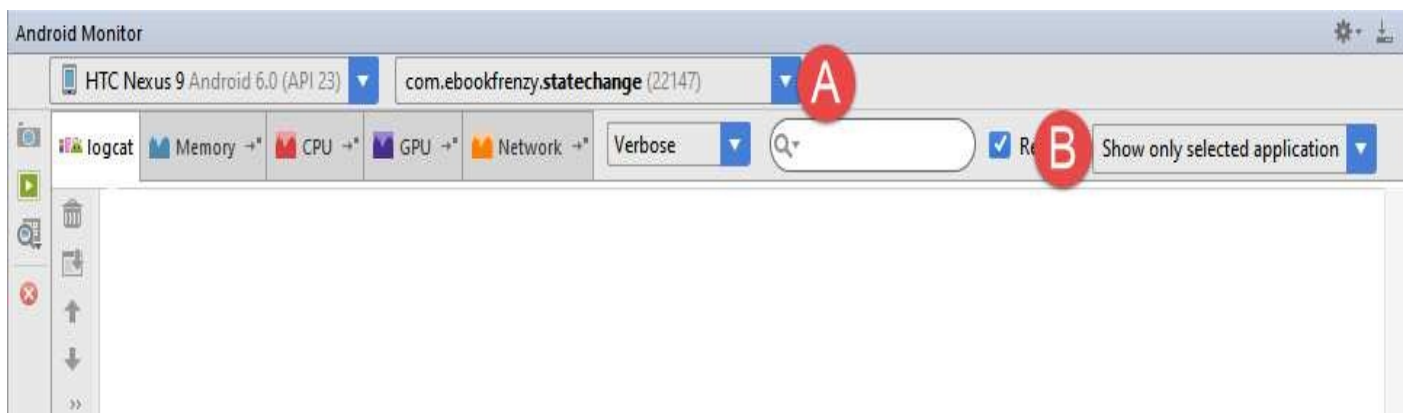 Android Monitor
HTC Nexus 9 Android 6.0 (API 23) com.ebookfrenzy.statechange (22147) A
logcat Memory CPU GPU Network Verbose B Show only selected application